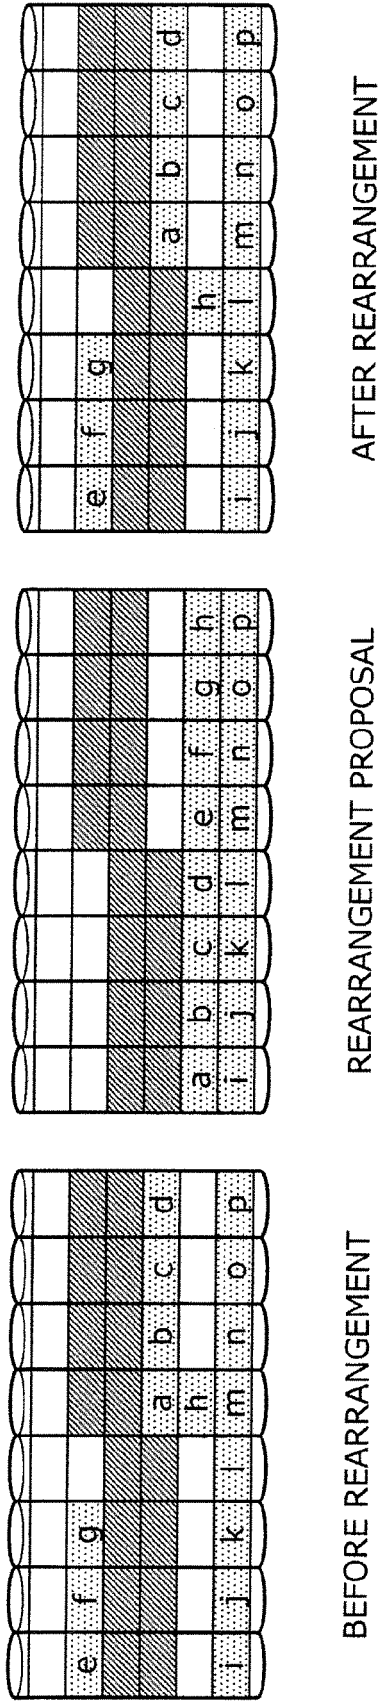 e f g
a b c d
h
i j k l m n o p
BEFORE REARRANGEMENT
a b c d e f g h
i j k l m n o p
REARRANGEMENT PROPOSAL
e f g
a b c d
h
i j k l m n o p
AFTER REARRANGEMENT